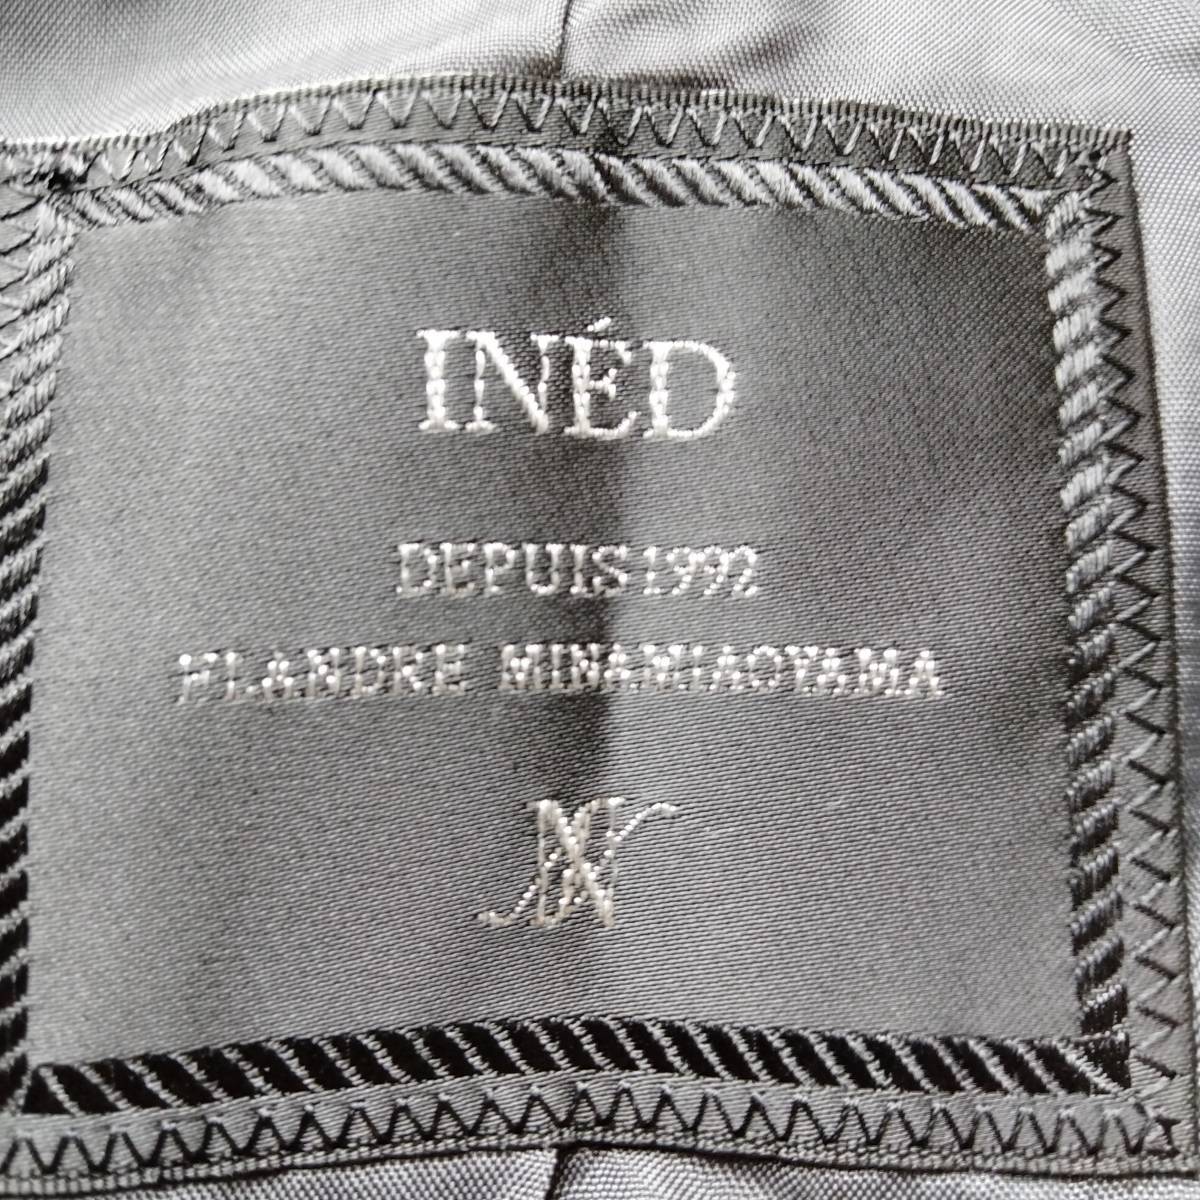 INÉD
DEPUIS 1992
FLANDRE MINAMIAOYAMA